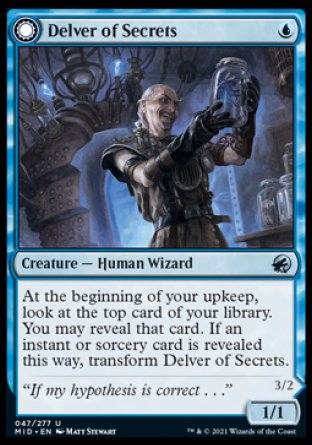 Delver of Secrets
Creature — Human Wizard
At the beginning of your upkeep,
look at the top card of your library.
You may reveal that card. If an
instant or sorcery card is revealed
this way, transform Delver of Secrets.
“If my hypothesis is correct . . .”
3/2
1/1
047/277 U
MID • EN Matt Stewart
™ & © 2021 Wizards of the Coast